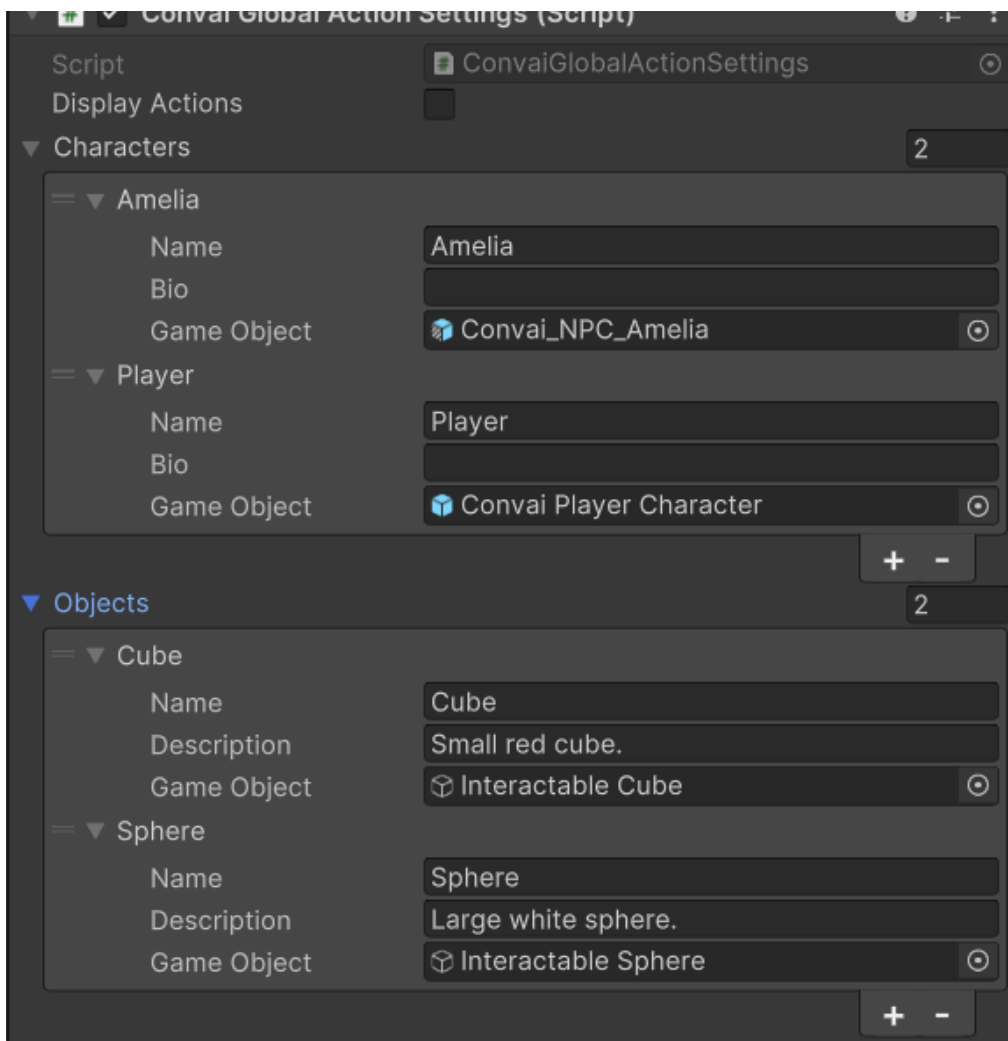 Convai Global Action Settings (Script)
Script ConvaiGlobalActionSettings
Display Actions
Characters 2
Amelia
Name Amelia
Bio
Game Object Convai_NPC_Amelia
Player
Name Player
Bio
Game Object Convai Player Character
+ -
Objects 2
Cube
Name Cube
Description Small red cube.
Game Object Interactable Cube
Sphere
Name Sphere
Description Large white sphere.
Game Object Interactable Sphere
+ -